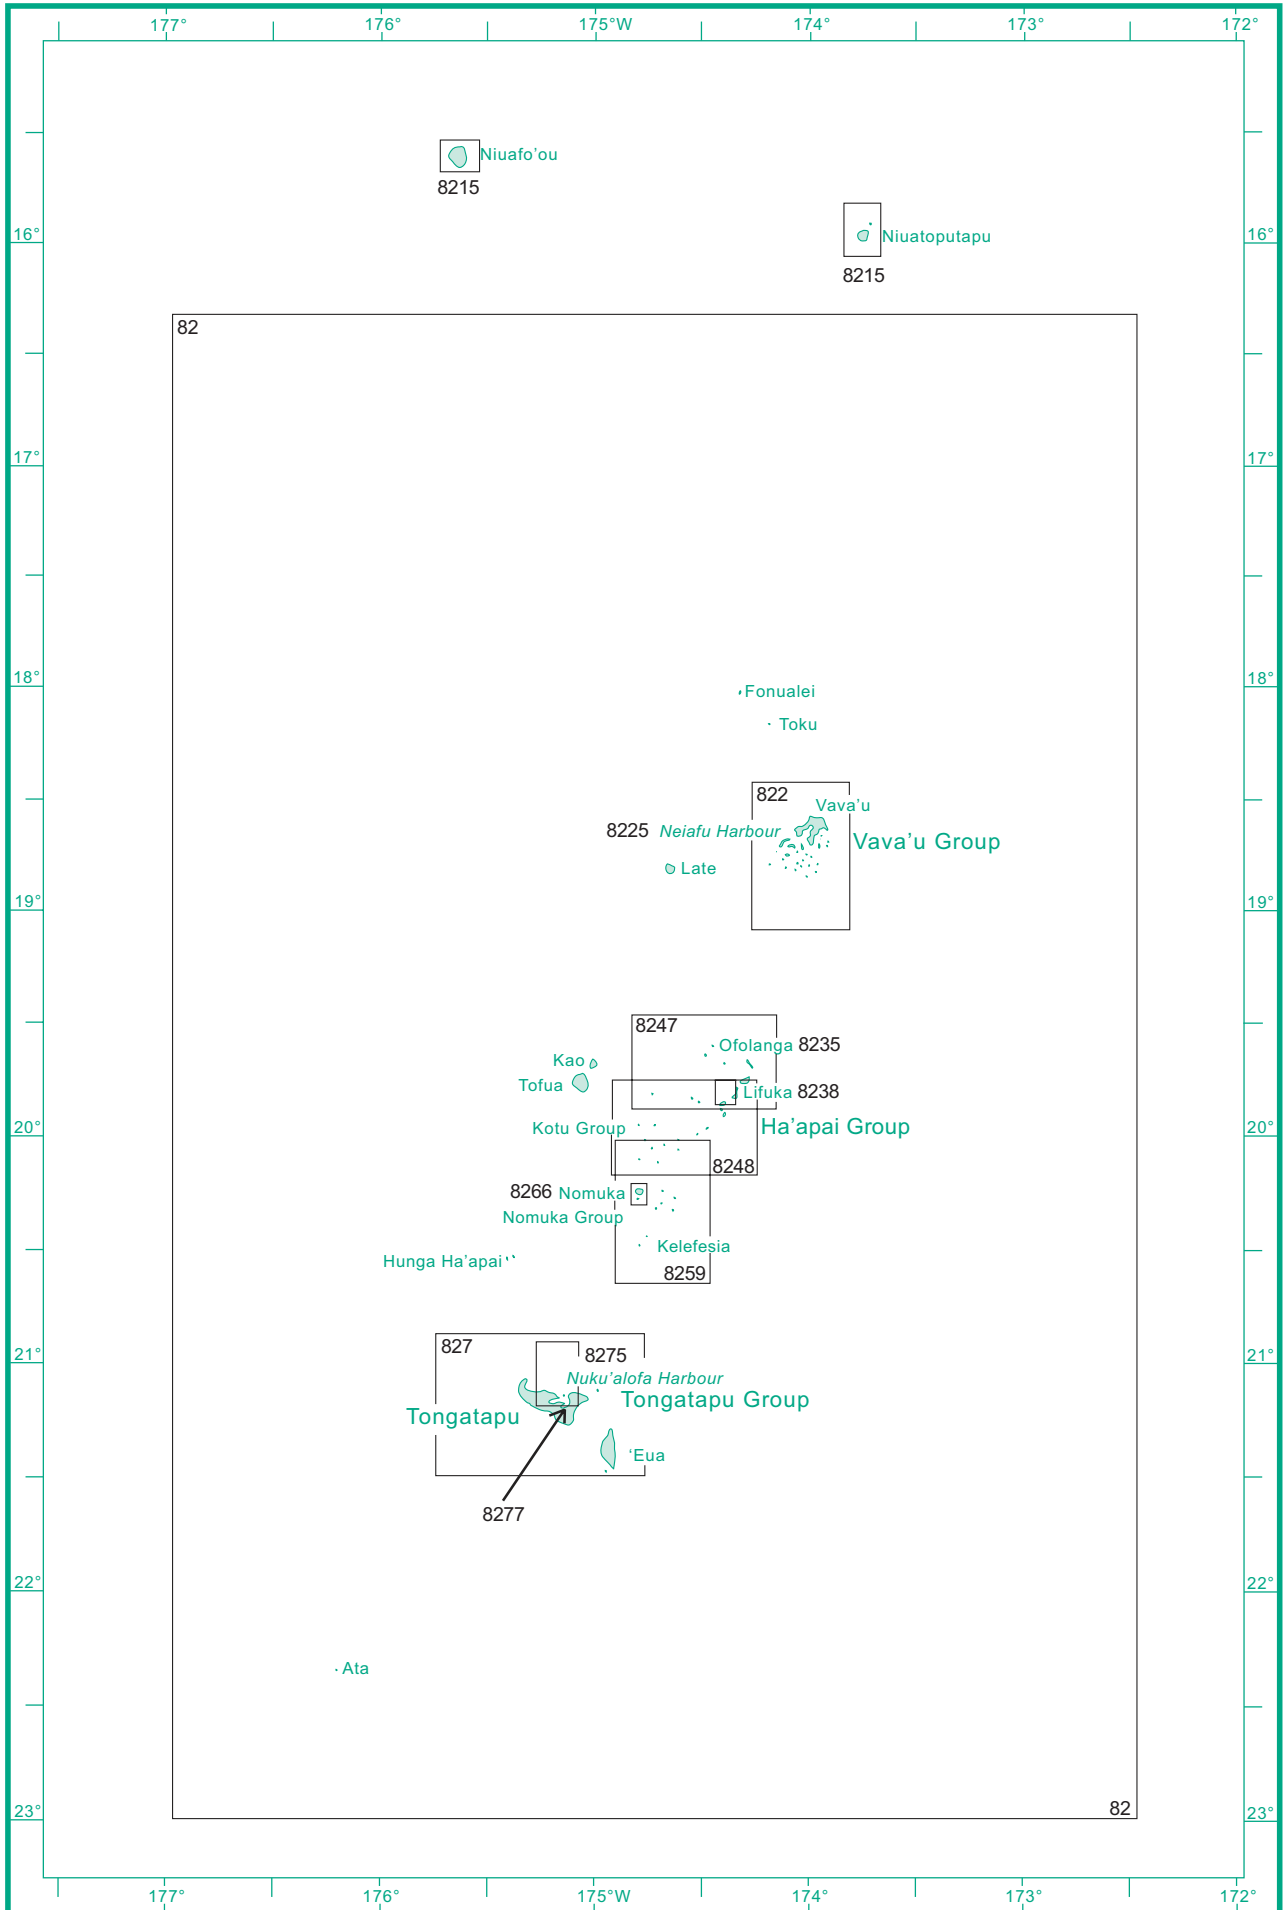 177° 176° 175°W 174° 173° 172°
Niuafo’ou
8215
16° Niuatoputapu 16°
8215
82
17° 17°
18° 18°
Fonualei
Toku
822
Vava’u
8225 Neiafu Harbour
Vava’u Group
Late
19° 19°
8247
Ofolanga 8235
Kao
Tofua
Lifuka 8238
Kotu Group Ha’apai Group
20° 20°
8248
8266 Nomuka
Nomuka Group
Kelefesia
Hunga Ha’apai
8259
827
8275
21° 21°
Nuku’alofa Harbour
Tongatapu Group
Tongatapu
‘Eua
8277
22° 22°
Ata
82
23° 23°
177° 176° 175°W 174° 173° 172°